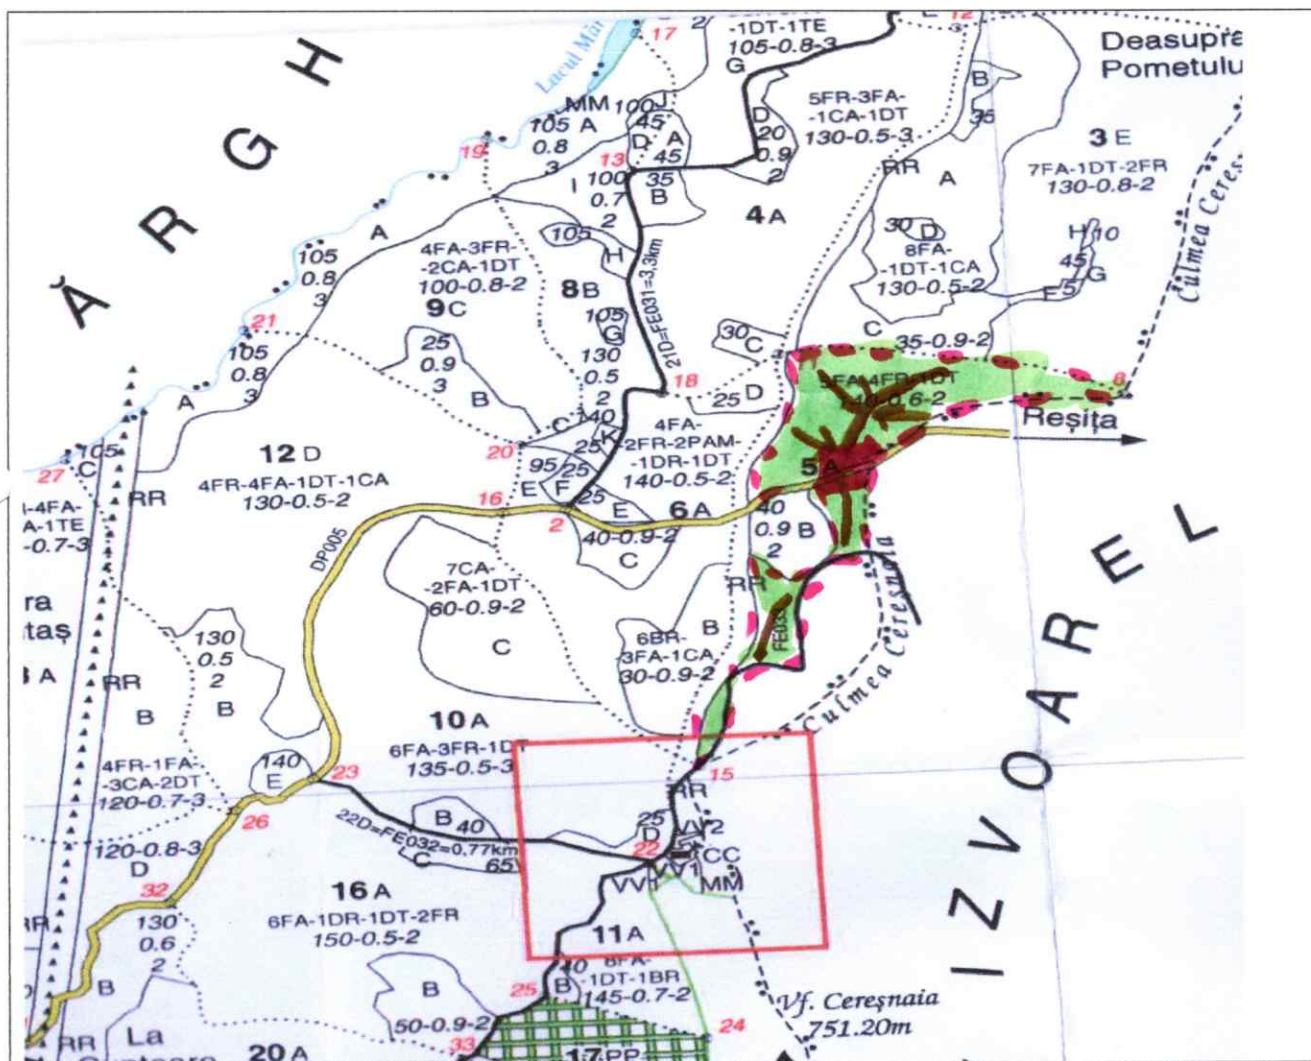 17
-1DT-1TE
105-0.8-3
G
12
Deasupra
Pometulu
Lacul Măr
MM 100
J
105
0.8
3
A
45
D
A
45
D
20
0.9
2
5FR-3FA-
-1CA-1DT
130-0.5-3
B
35
3 E
7FA-1DT-2FR
130-0.8-2
19
13
I
100
0.7
2
35
B
4 A
RR
A
30
D
8FA-
-1DT-1CA
130-0.5-2
H 10
45
G
F
5
Culmea Cereș
Ă R G H
A
105
0.8
3
4FA-3FR-
-2CA-1DT
100-0.8-2
105
H
8 B
9 C
21D=FE031=3,3km
105
G
130
0.5
2
30
C
C
35-0.9-2
21
105
0.8
3
A
25
0.9
3
B
18
25 D
5FA-4FR-1DT
140-0.6-2
8
Reșița
C
140
K
25
4FA-
-2FR-2PAM-
-1DR-1DT
140-0.5-2
20
12 D
4FR-4FA-1DT-1CA
130-0.5-2
95
25
E
F
25
E
16
2
6 A
5 A
40
0.9
2
B
27
105
C
RR
-4FA-
A-1TE
-0.7-3
DP005
40-0.9-2
C
7CA-
-2FA-1DT
60-0.9-2
C
RR
FE033
6BR-
-3FA-1CA
30-0.9-2
B
Culmea Cereșnaia
I Z V O A R E L
ra
taș
A
RR
B
130
0.5
2
B
10 A
6FA-3FR-1DT
135-0.5-3
4FR-1FA-
-3CA-2DT
120-0.7-3
140
E
23
15
RR
26
22D=FE032=0,77km
B
40
C
65
25
D
22
VV2
CC
VV1
VV1
MM
120-0.8-3
D
32
130
0.6
2
16 A
6FA-1DR-1DT-2FR
150-0.5-2
11 A
8FA-
-1DT-1BR
145-0.7-2
40
B
25
RR
B
B
50-0.9-2
Vf. Cereșnaia
751.20m
24
RR
La
20 A
33
17
PP